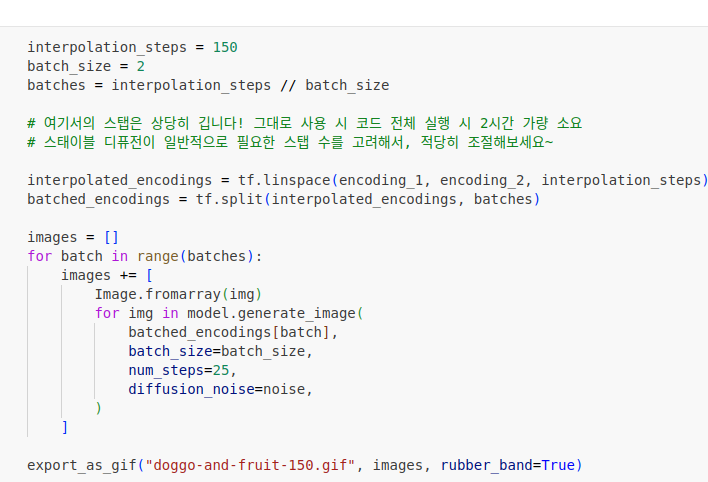 interpolation_steps = 150
batch_size = 2
batches = interpolation_steps // batch_size

# 여기서의 스탭은 상당히 깁니다! 그대로 사용 시 코드 전체 실행 시 2시간 가량 소요
# 스태이블 디퓨전이 일반적으로 필요한 스탭 수를 고려해서, 적당히 조절해보세요~

interpolated_encodings = tf.linspace(encoding_1, encoding_2, interpolation_steps)
batched_encodings = tf.split(interpolated_encodings, batches)

images = []
for batch in range(batches):
    images += [
        Image.fromarray(img)
        for img in model.generate_image(
            batched_encodings[batch],
            batch_size=batch_size,
            num_steps=25,
            diffusion_noise=noise,
        )
    ]

export_as_gif("doggo-and-fruit-150.gif", images, rubber_band=True)